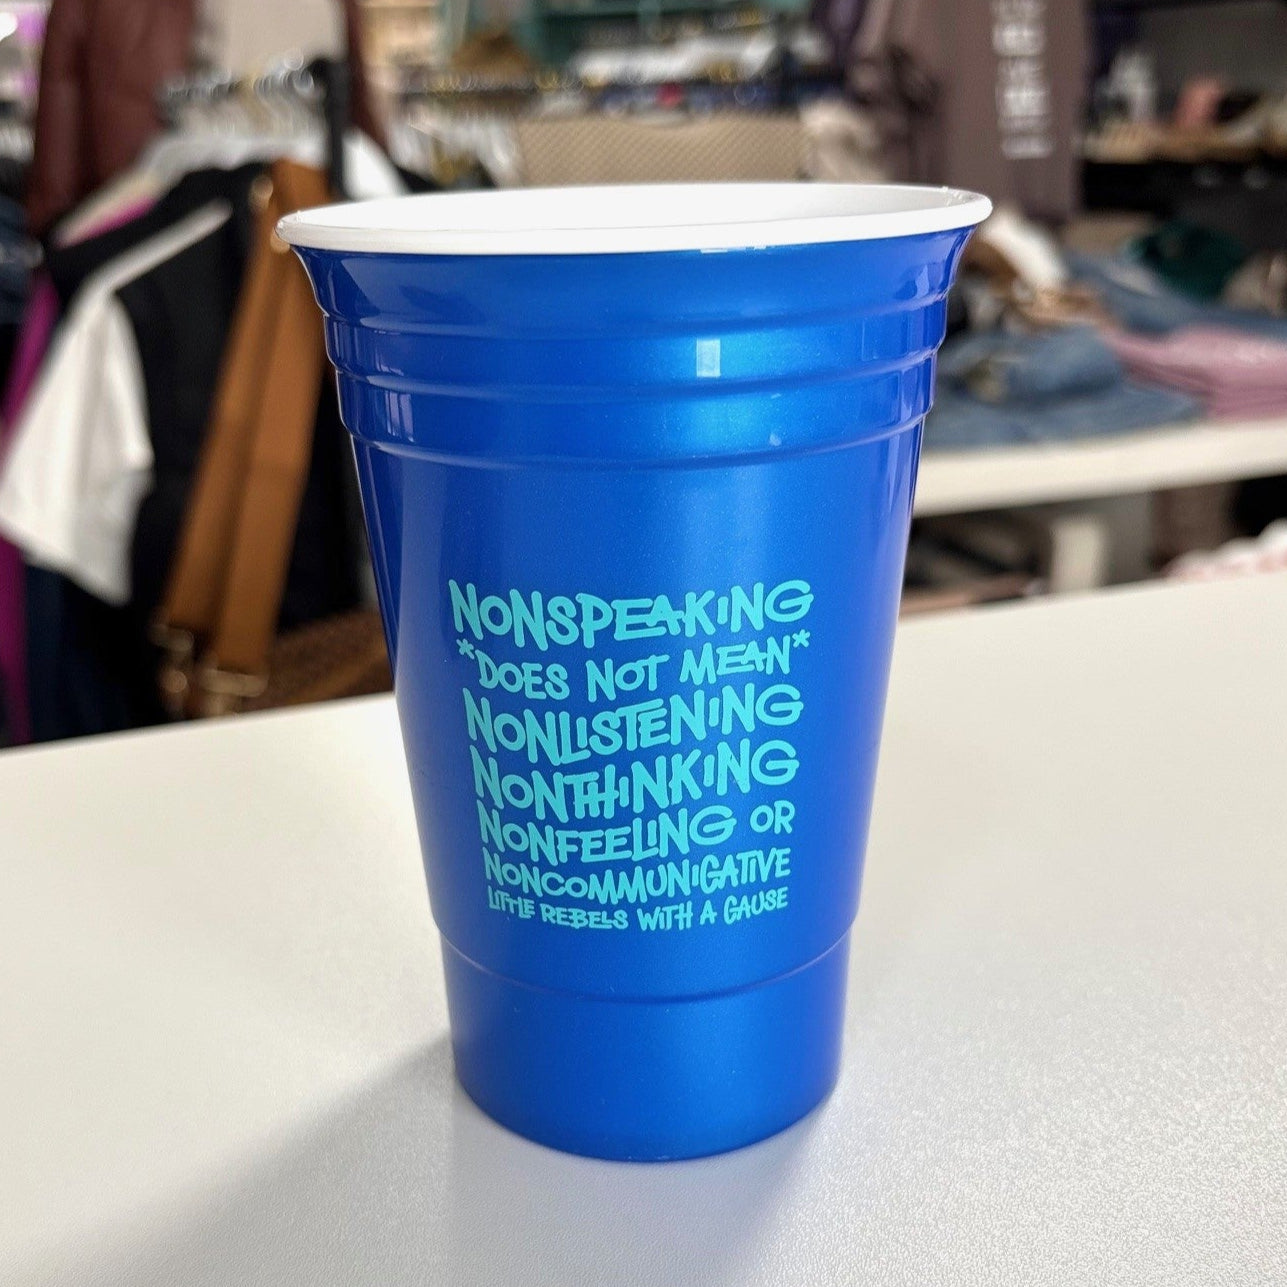 NONSPEAKING
*DOES NOT MEAN*
NONLISTENING
NONTHINKING
NONFEELING OR
NONCOMMUNICATIVE
LITTLE REBELS WITH A CAUSE